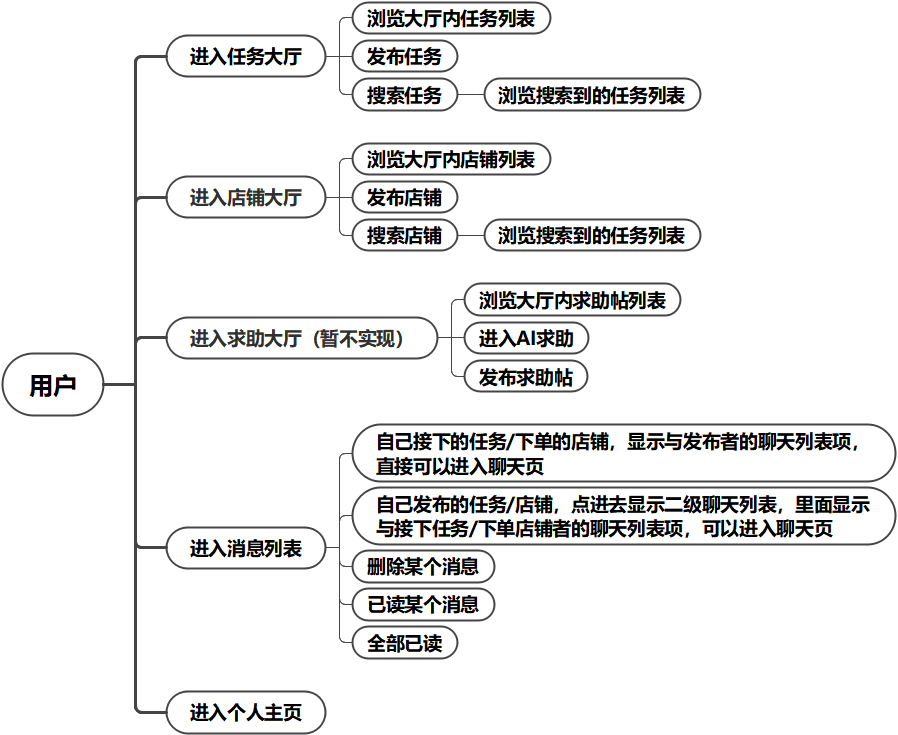 用户
进入任务大厅
浏览大厅内任务列表
发布任务
搜索任务
浏览搜索到的任务列表
进入店铺大厅
浏览大厅内店铺列表
发布店铺
搜索店铺
浏览搜索到的任务列表
进入求助大厅（暂不实现）
浏览大厅内求助帖列表
进入AI求助
发布求助帖
进入消息列表
自己接下的任务/下单的店铺，显示与发布者的聊天列表项，
直接可以进入聊天页
自己发布的任务/店铺，点进去显示二级聊天列表，里面显示
与接下任务/下单店铺者的聊天列表项，可以进入聊天页
删除某个消息
已读某个消息
全部已读
进入个人主页